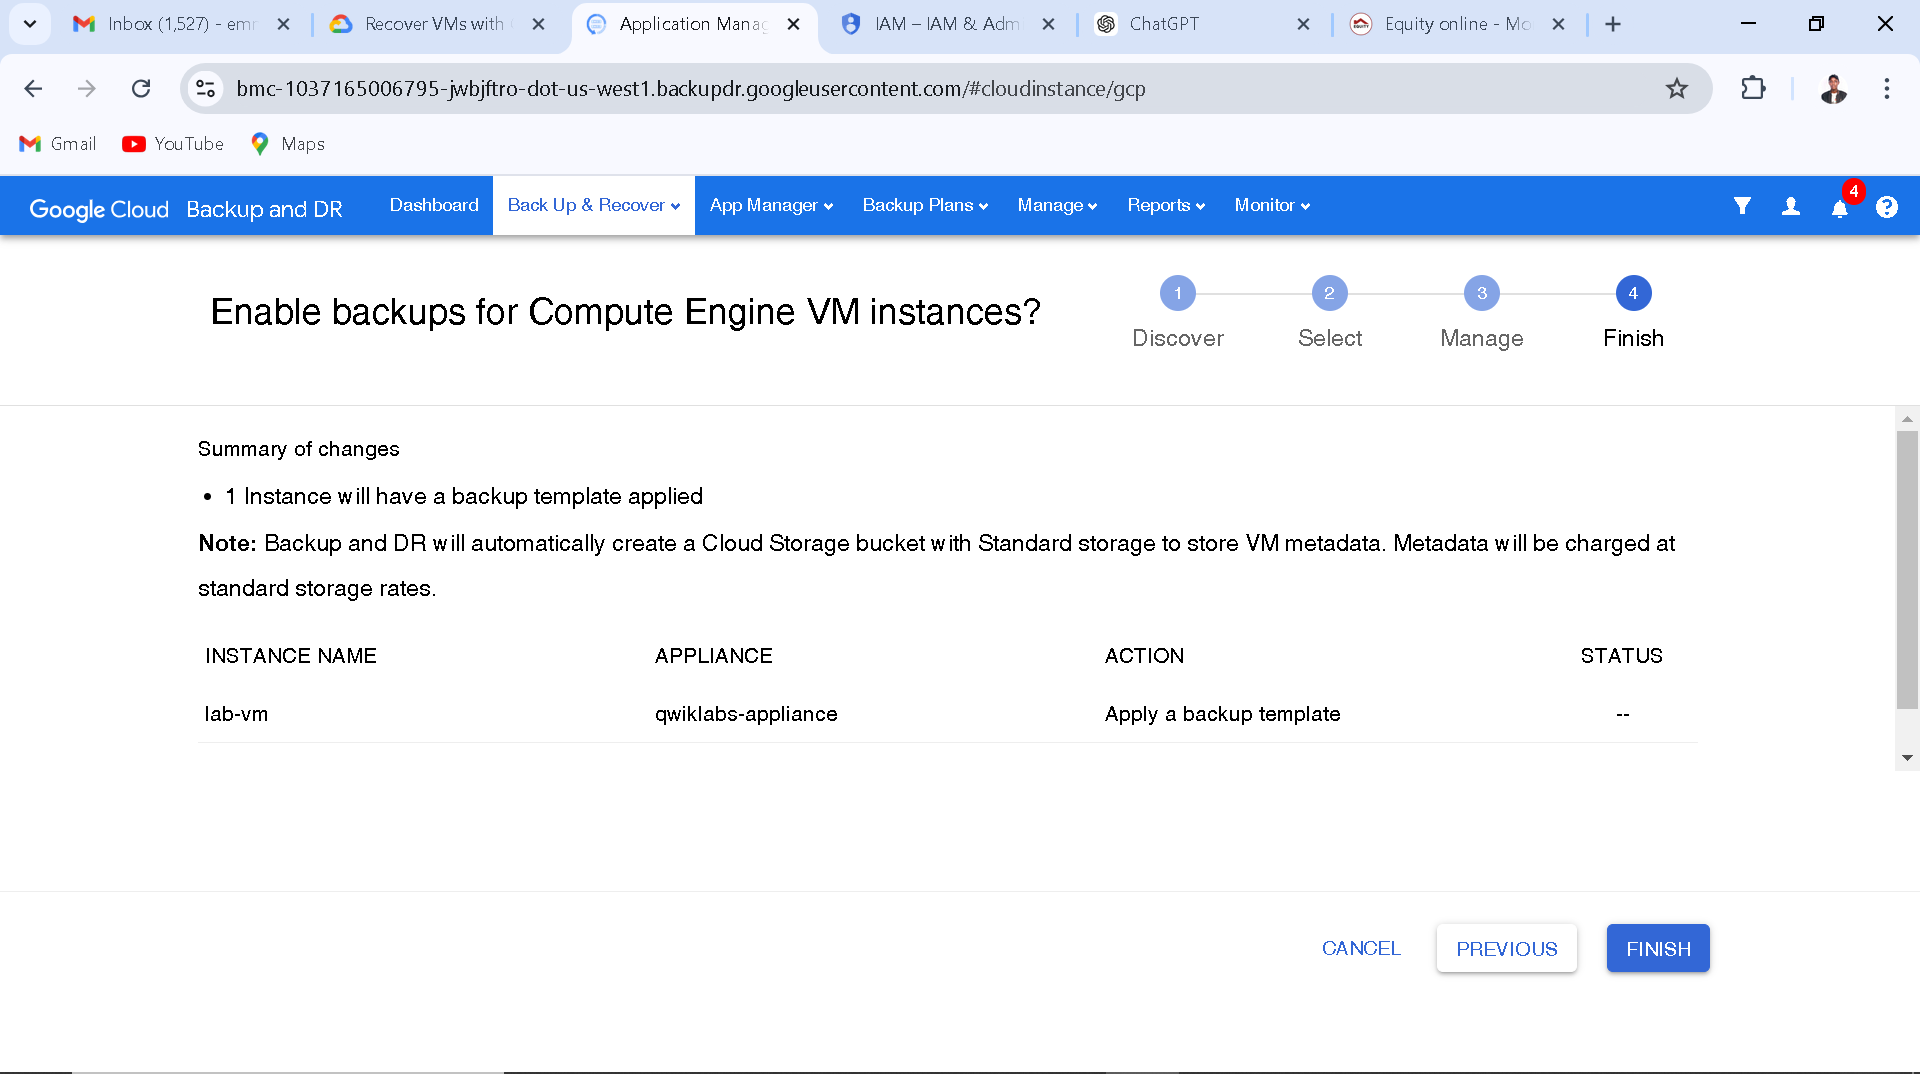 Inbox (1,527) - em
Recover VMs with
Application Manag
IAM – IAM & Adm
ChatGPT
Equity online - Mo
bmc-1037165006795-jwbjftro-dot-us-west1.backupdr.googleusercontent.com/#cloudinstance/gcp
Gmail
YouTube
Maps
Google Cloud Backup and DR
Dashboard
Back Up & Recover
App Manager
Backup Plans
Manage
Reports
Monitor
4
Enable backups for Compute Engine VM instances?
1
2
3
4
Discover
Select
Manage
Finish
Summary of changes
• 1 Instance will have a backup template applied
Note: Backup and DR will automatically create a Cloud Storage bucket with Standard storage to store VM metadata. Metadata will be charged at
standard storage rates.
INSTANCE NAME APPLIANCE ACTION STATUS
lab-vm qwiklabs-appliance Apply a backup template --
CANCEL
PREVIOUS
FINISH